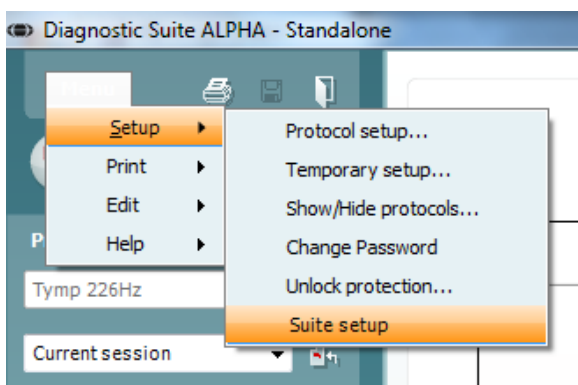 Diagnostic Suite ALPHA - Standalone
Menu
Setup
Protocol setup...
Print
Temporary setup...
Edit
Show/Hide protocols...
Help
Change Password
Unlock protection...
Tymp 226Hz
Suite setup
Current session